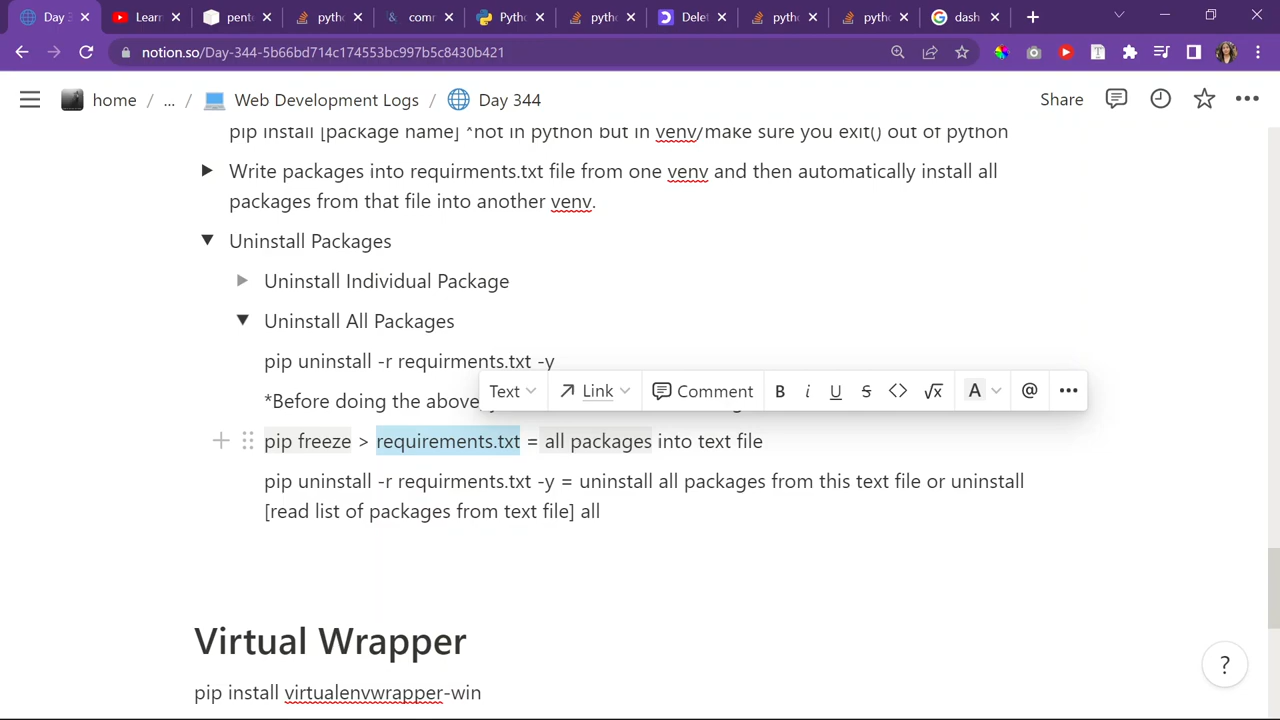 Day 3
Learn
pente
pytho
comr
Pytho
pytho
Delet
pytho
pytho
dash
notion.so/Day-344-5b66bd714c174553bc997b5c8430b421
home / ... / Web Development Logs / Day 344
Share
pip install [package name] *not in python but in venv/make sure you exit() out of python
Write packages into requirments.txt file from one venv and then automatically install all
packages from that file into another venv.
Uninstall Packages
Uninstall Individual Package
Uninstall All Packages
pip uninstall -r requirments.txt -y
Text Link Comment B i U S <> √x A @ •••
*Before doing the above,
pip freeze > requirements.txt = all packages into text file
pip uninstall -r requirments.txt -y = uninstall all packages from this text file or uninstall
[read list of packages from text file] all
Virtual Wrapper
pip install virtualenvwrapper-win
?